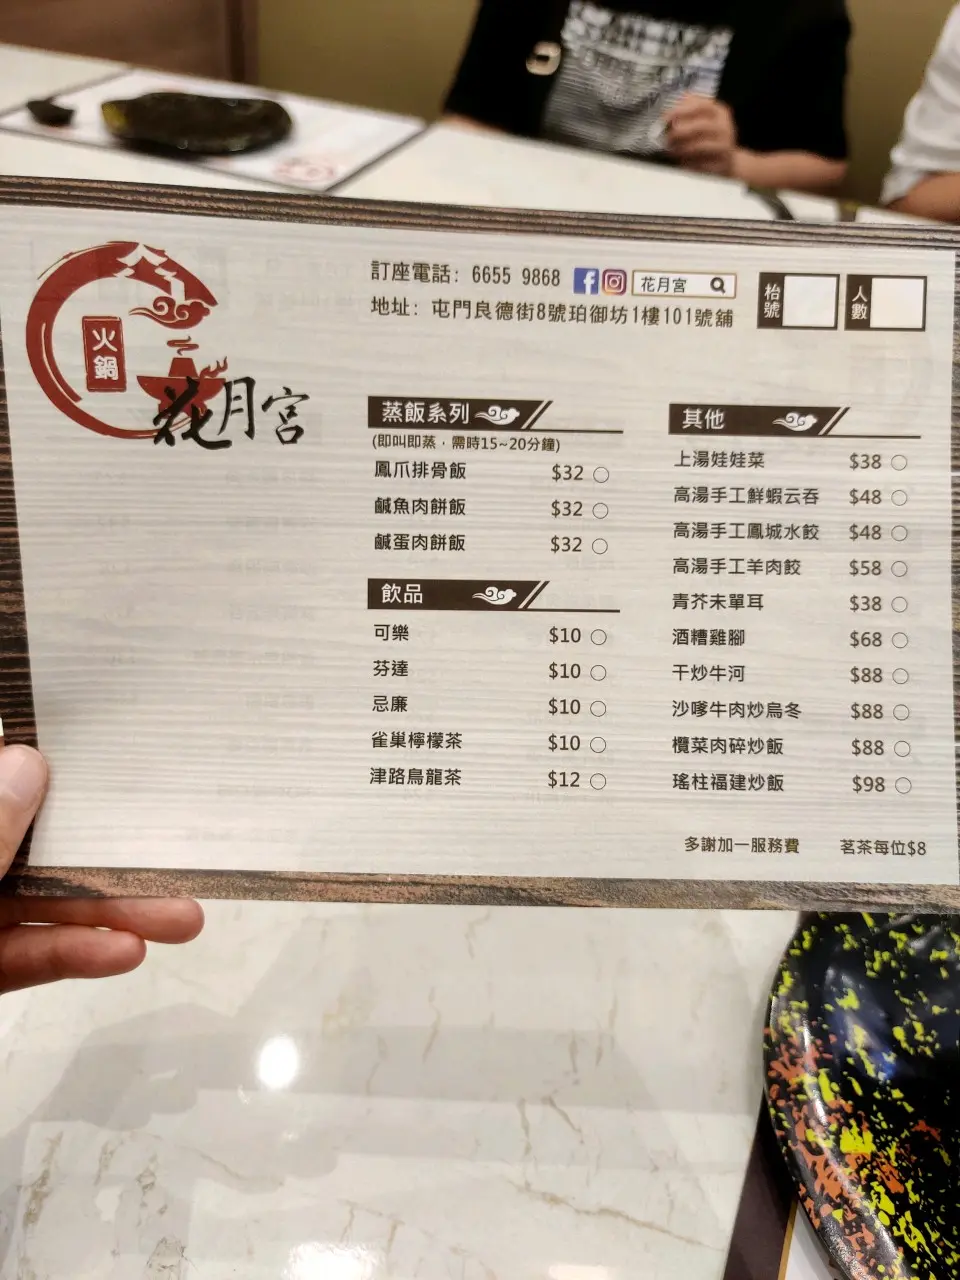 火鍋
花月宮
訂座電話: 6655 9868
花月宮
地址: 屯門良德街8號珀御坊1樓101號舖
枱號
人數
蒸飯系列
(即叫即蒸,需時15~20分鐘)
鳳爪排骨飯 $32
鹹魚肉餅飯 $32
鹹蛋肉餅飯 $32
飲品
可樂 $10
芬達 $10
忌廉 $10
雀巢檸檬茶 $10
津路烏龍茶 $12
其他
上湯娃娃菜 $38
高湯手工鮮蝦云吞 $48
高湯手工鳳城水餃 $48
高湯手工羊肉餃 $58
青芥未單耳 $38
酒糟雞腳 $68
干炒牛河 $88
沙嗲牛肉炒烏冬 $88
欖菜肉碎炒飯 $88
瑤柱福建炒飯 $98
多謝加一服務費 茗茶每位$8